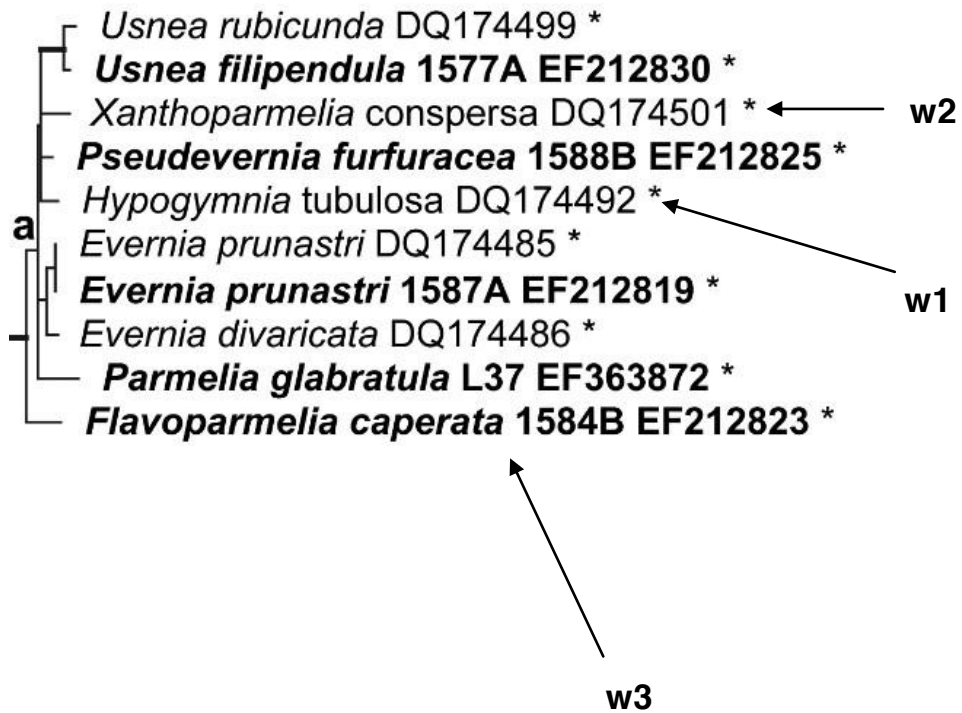 Usnea rubicunda DQ174499 *
Usnea filipendula 1577A EF212830 *
Xanthoparmelia conspersa DQ174501 * w2
Pseudevernia furfuracea 1588B EF212825 *
Hypogymnia tubulosa DQ174492 *
a
Evernia prunastri DQ174485 *
Evernia prunastri 1587A EF212819 *
w1
Evernia divaricata DQ174486 *
Parmelia glabratula L37 EF363872 *
Flavoparmelia caperata 1584B EF212823 *
w3